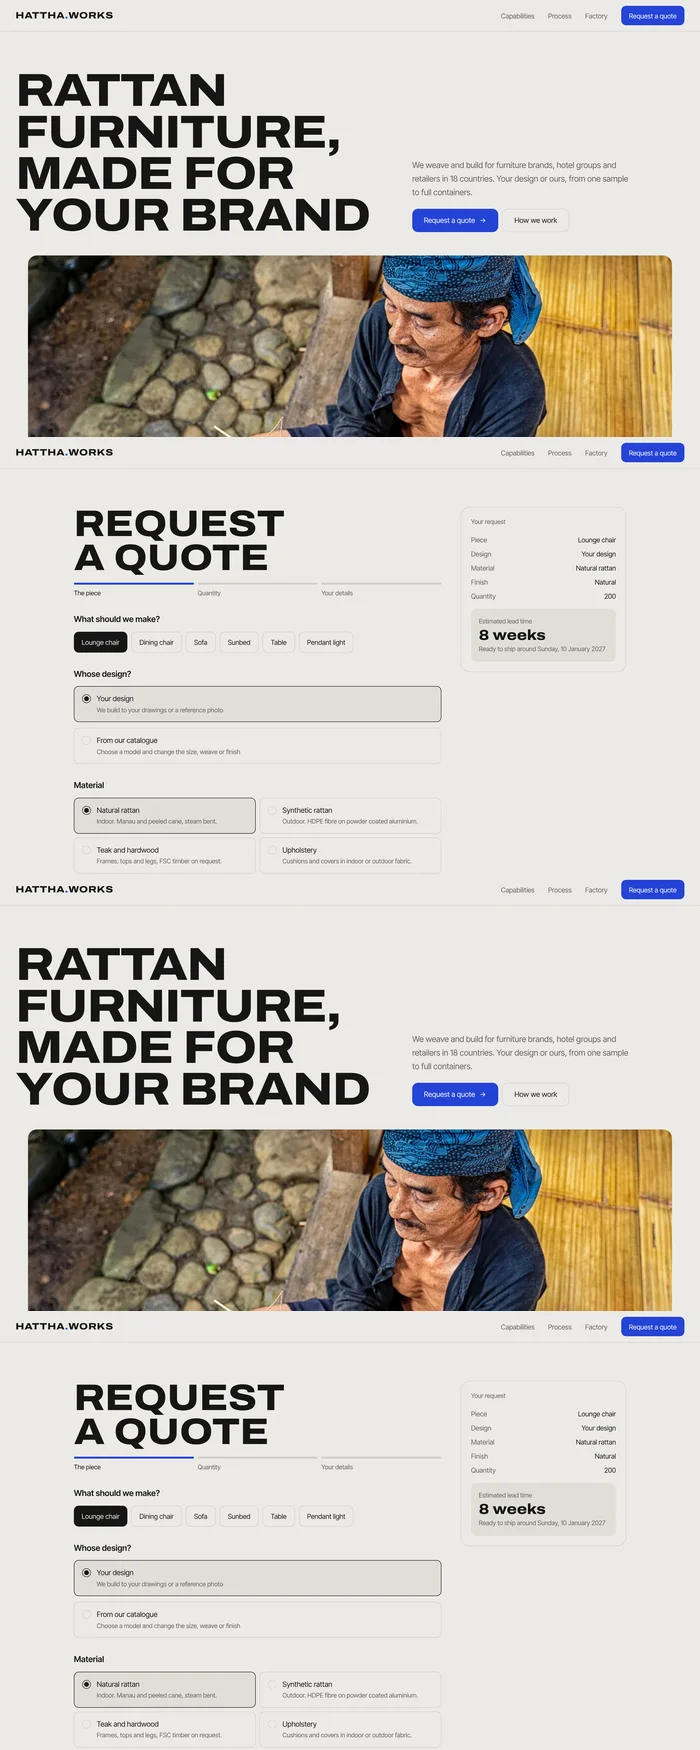 HATTHA.WORKS
Capabilities Process Factory Request a quote
RATTAN
FURNITURE,
MADE FOR
YOUR BRAND
We weave and build for furniture brands, hotel groups and
retailers in 18 countries. Your design or ours, from one sample
to full containers.
Request a quote → How we work
HATTHA.WORKS
Capabilities Process Factory Request a quote
REQUEST
A QUOTE
The piece Quantity Your details
What should we make?
Lounge chair Dining chair Sofa Sunbed Table Pendant light
Whose design?
Your design
We build to your drawings or a reference photo
From our catalogue
Choose a model and change the size, weave or finish
Material
Natural rattan
Indoor. Manau and peeled cane, steam bent.
Synthetic rattan
Outdoor. HDPE fibre on powder coated aluminium.
Teak and hardwood
Frames, tops and legs, FSC timber on request.
Upholstery
Cushions and covers in indoor or outdoor fabric.
Your request
Piece Lounge chair
Design Your design
Material Natural rattan
Finish Natural
Quantity 200
Estimated lead time
8 weeks
Ready to ship around Sunday, 10 January 2027
HATTHA.WORKS
Capabilities Process Factory Request a quote
RATTAN
FURNITURE,
MADE FOR
YOUR BRAND
We weave and build for furniture brands, hotel groups and
retailers in 18 countries. Your design or ours, from one sample
to full containers.
Request a quote → How we work
HATTHA.WORKS
Capabilities Process Factory Request a quote
REQUEST
A QUOTE
The piece Quantity Your details
What should we make?
Lounge chair Dining chair Sofa Sunbed Table Pendant light
Whose design?
Your design
We build to your drawings or a reference photo
From our catalogue
Choose a model and change the size, weave or finish
Material
Natural rattan
Indoor. Manau and peeled cane, steam bent.
Synthetic rattan
Outdoor. HDPE fibre on powder coated aluminium.
Teak and hardwood
Frames, tops and legs, FSC timber on request.
Upholstery
Cushions and covers in indoor or outdoor fabric.
Your request
Piece Lounge chair
Design Your design
Material Natural rattan
Finish Natural
Quantity 200
Estimated lead time
8 weeks
Ready to ship around Sunday, 10 January 2027